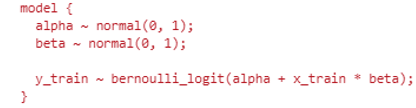 model {
  alpha ~ normal(0, 1);
  beta ~ normal(0, 1);

  y_train ~ bernoulli_logit(alpha + x_train * beta);
}